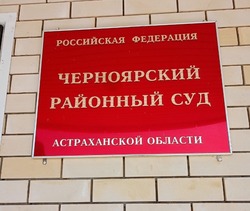 РОССИЙСКАЯ ФЕДЕРАЦИЯ
ЧЕРНОЯРСКИЙ
РАЙОННЫЙ СУД
АСТРАХАНСКОЙ ОБЛАСТИ